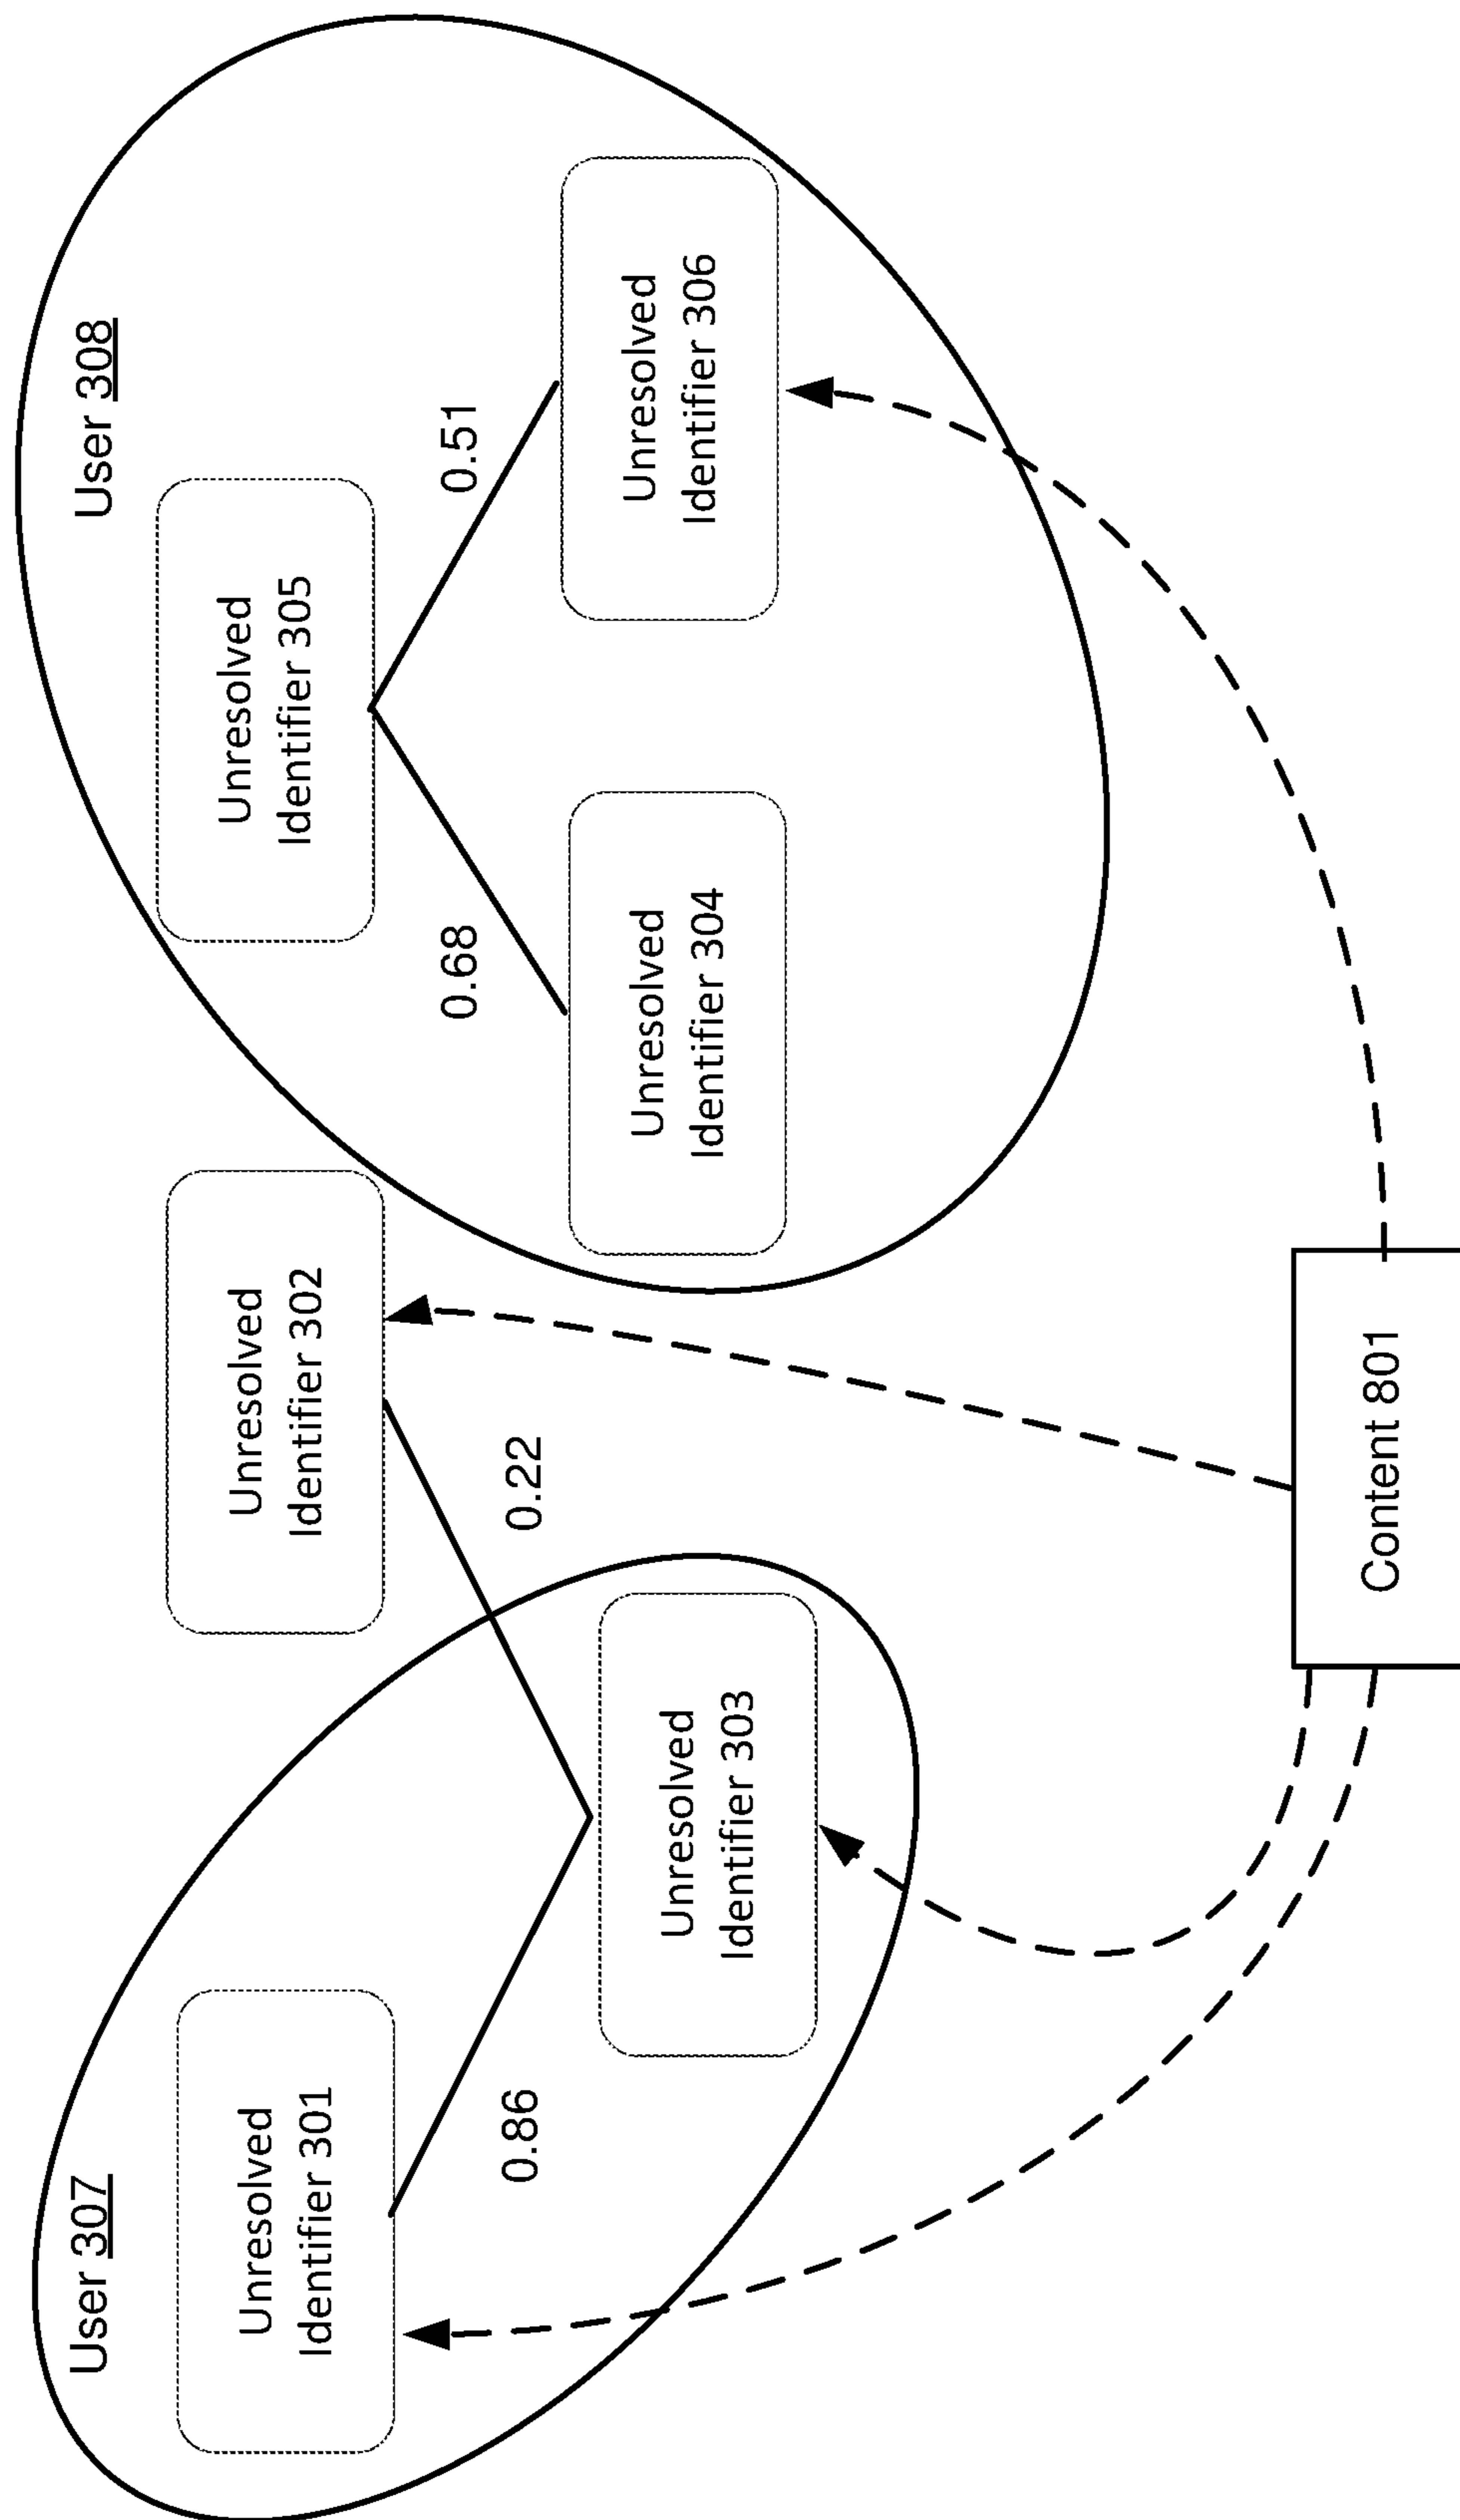 User 307
User 308
Unresolved
Identifier 301
Unresolved
Identifier 302
Unresolved
Identifier 305
0.86
0.22
0.68
0.51
Unresolved
Identifier 303
Unresolved
Identifier 304
Unresolved
Identifier 306
Content 801